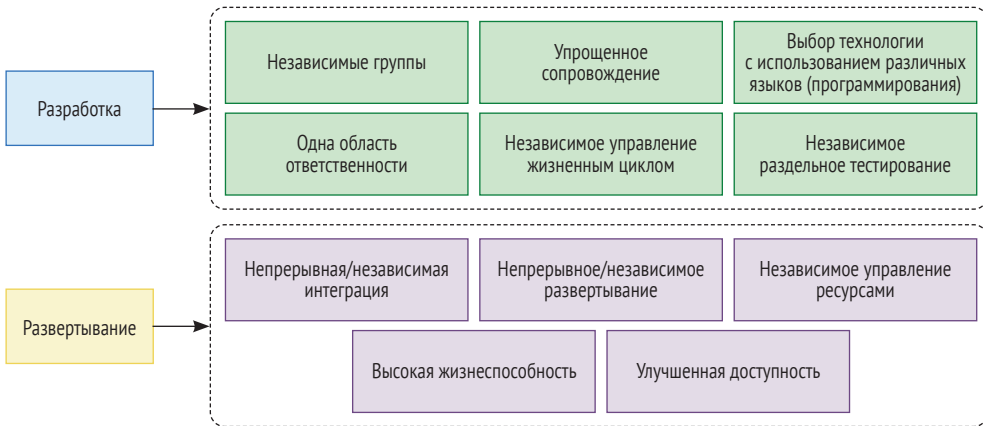 Разработка
Независимые группы
Упрощенное
сопровождение
Выбор технологии
с использованием различных
языков (программирования)
Одна область
ответственности
Независимое управление
жизненным циклом
Независимое
раздельное тестирование
Развертывание
Непрерывная/независимая
интеграция
Непрерывное/независимое
развертывание
Независимое управление
ресурсами
Высокая жизнеспособность
Улучшенная доступность